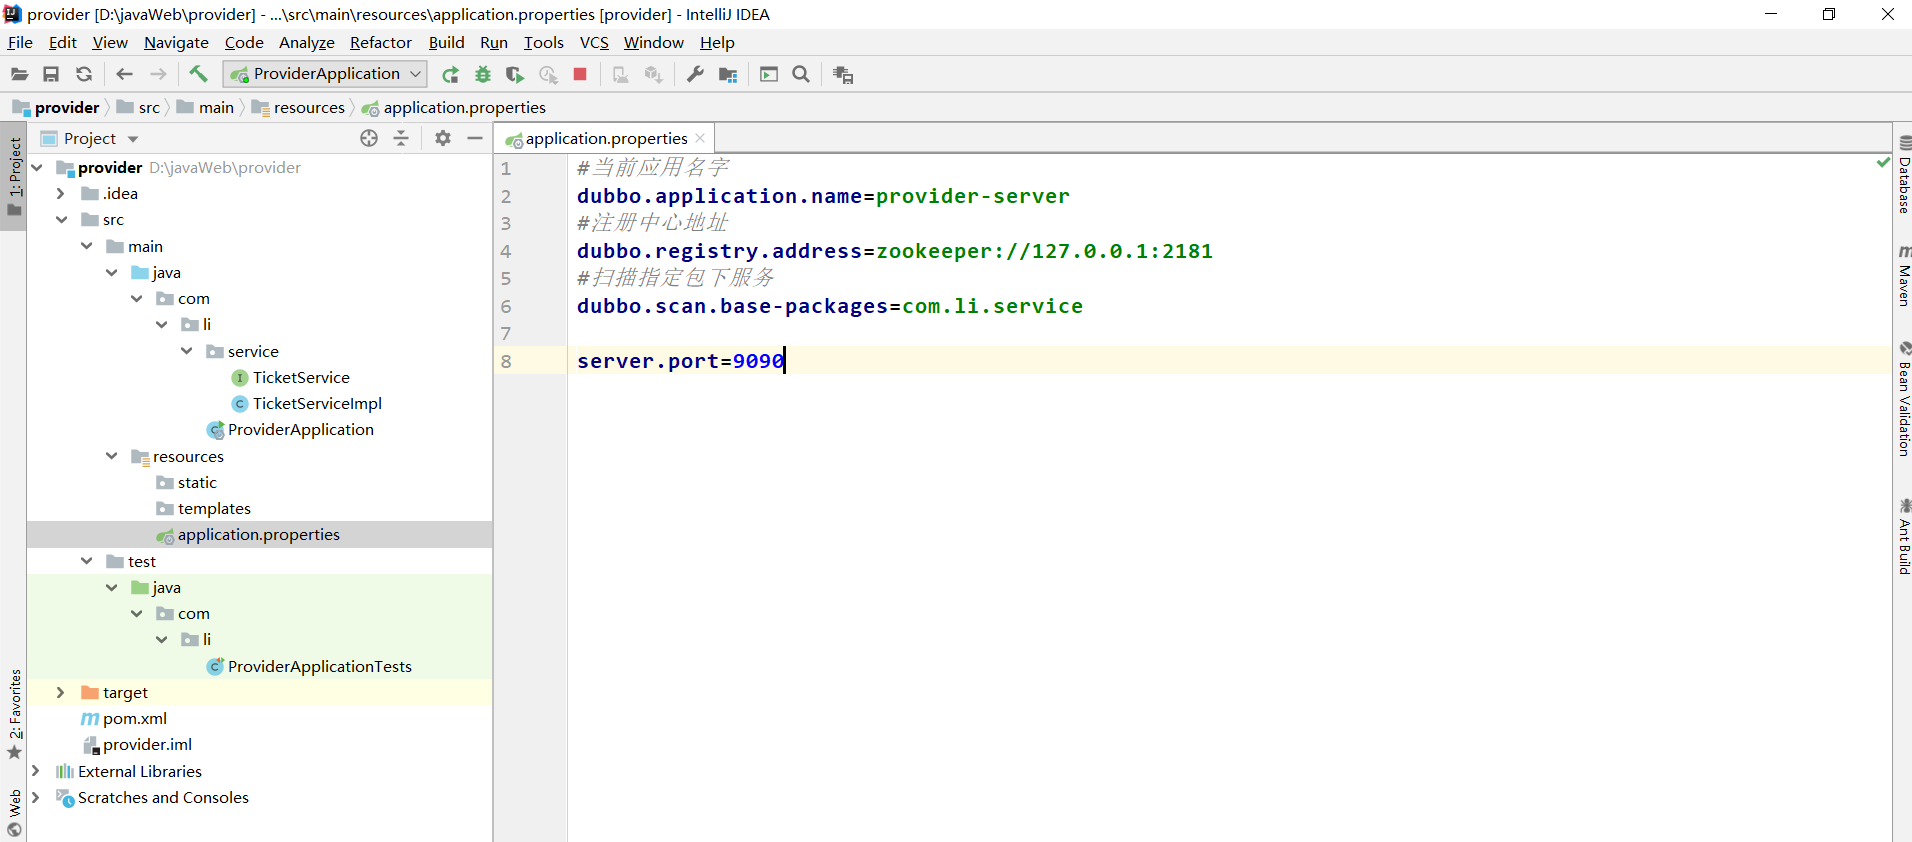 provider [D:\javaWeb\provider] - ...\src\main\resources\application.properties [provider] - IntelliJ IDEA
File Edit View Navigate Code Analyze Refactor Build Run Tools VCS Window Help
ProviderApplication
provider src main resources application.properties
Project
application.properties
1: Project
2: Favorites
Web
provider D:\javaWeb\provider
.idea
src
main
java
com
li
service
TicketService
TicketServiceImpl
ProviderApplication
resources
static
templates
application.properties
test
java
com
li
ProviderApplicationTests
target
pom.xml
provider.iml
External Libraries
Scratches and Consoles
1 #当前应用名字
2 dubbo.application.name=provider-server
3 #注册中心地址
4 dubbo.registry.address=zookeeper://127.0.0.1:2181
5 #扫描指定包下服务
6 dubbo.scan.base-packages=com.li.service
7
8 server.port=9090
Database
Maven
Bean Validation
Ant Build